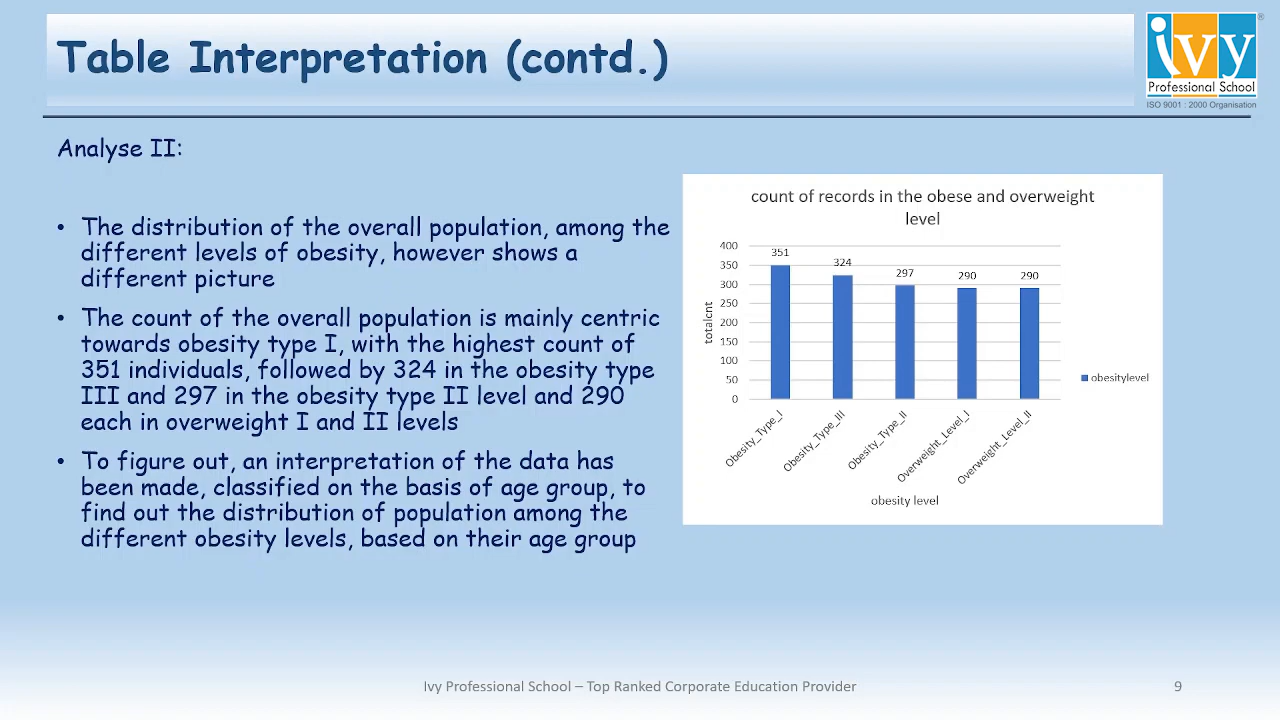 Table Interpretation (contd.)
ivy
Professional School
®
ISO 9001 : 2000 Organisation
Analyse II:
• The distribution of the overall population, among the
different levels of obesity, however shows a
different picture
• The count of the overall population is mainly centric
towards obesity type I, with the highest count of
351 individuals, followed by 324 in the obesity type
III and 297 in the obesity type II level and 290
each in overweight I and II levels
• To figure out, an interpretation of the data has
been made, classified on the basis of age group, to
find out the distribution of population among the
different obesity levels, based on their age group
count of records in the obese and overweight
level
totalcnt
400
350
300
250
200
150
100
50
0
351
324
297
290
290
Obesity_Type_I
Obesity_Type_III
Obesity_Type_II
Overweight_Level_I
Overweight_Level_II
obesity level
obesitylevel
Ivy Professional School – Top Ranked Corporate Education Provider
9